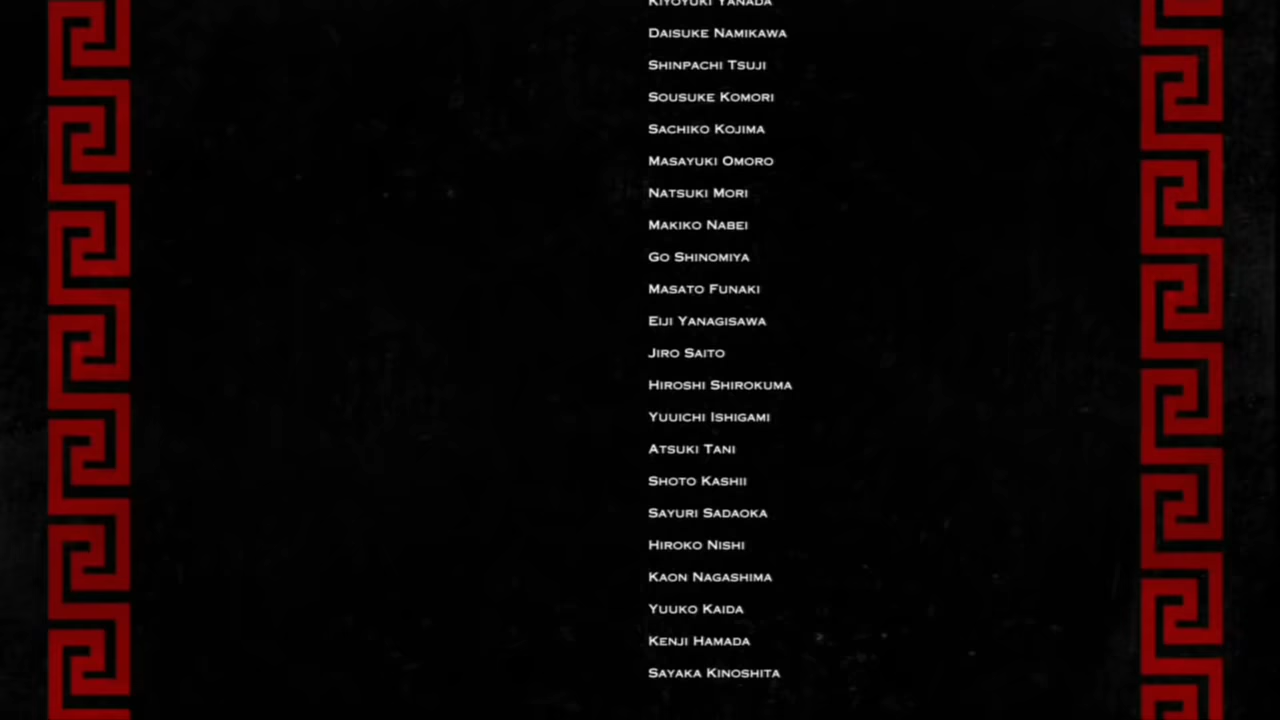 Kiyoyuki Yanada
Daisuke Namikawa
Shinpachi Tsuji
Sousuke Komori
Sachiko Kojima
Masayuki Omoro
Natsuki Mori
Makiko Nabei
Go Shinomiya
Masato Funaki
Eiji Yanagisawa
Jiro Saito
Hiroshi Shirokuma
Yuuichi Ishigami
Atsuki Tani
Shoto Kashii
Sayuri Sadaoka
Hiroko Nishi
Kaon Nagashima
Yuuko Kaida
Kenji Hamada
Sayaka Kinoshita